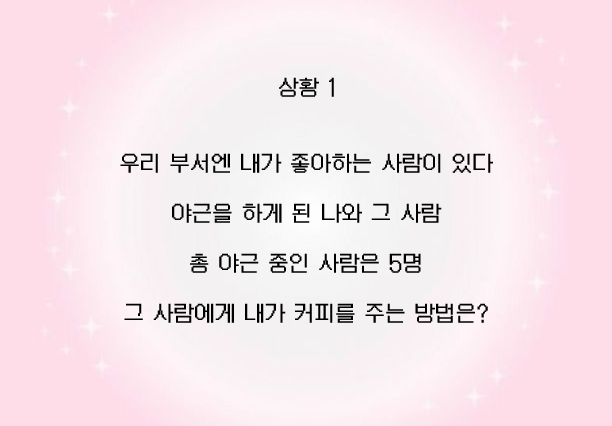 상황 1
우리 부서엔 내가 좋아하는 사람이 있다
야근을 하게 된 나와 그 사람
총 야근 중인 사람은 5명
그 사람에게 내가 커피를 주는 방법은?